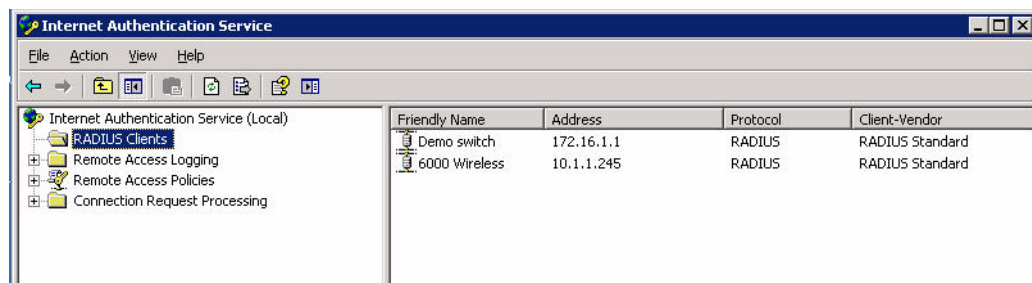 Internet Authentication Service
File Action View Help
Internet Authentication Service (Local)
RADIUS Clients
Remote Access Logging
Remote Access Policies
Connection Request Processing
Friendly Name Address Protocol Client-Vendor
Demo switch 172.16.1.1 RADIUS RADIUS Standard
6000 Wireless 10.1.1.245 RADIUS RADIUS Standard